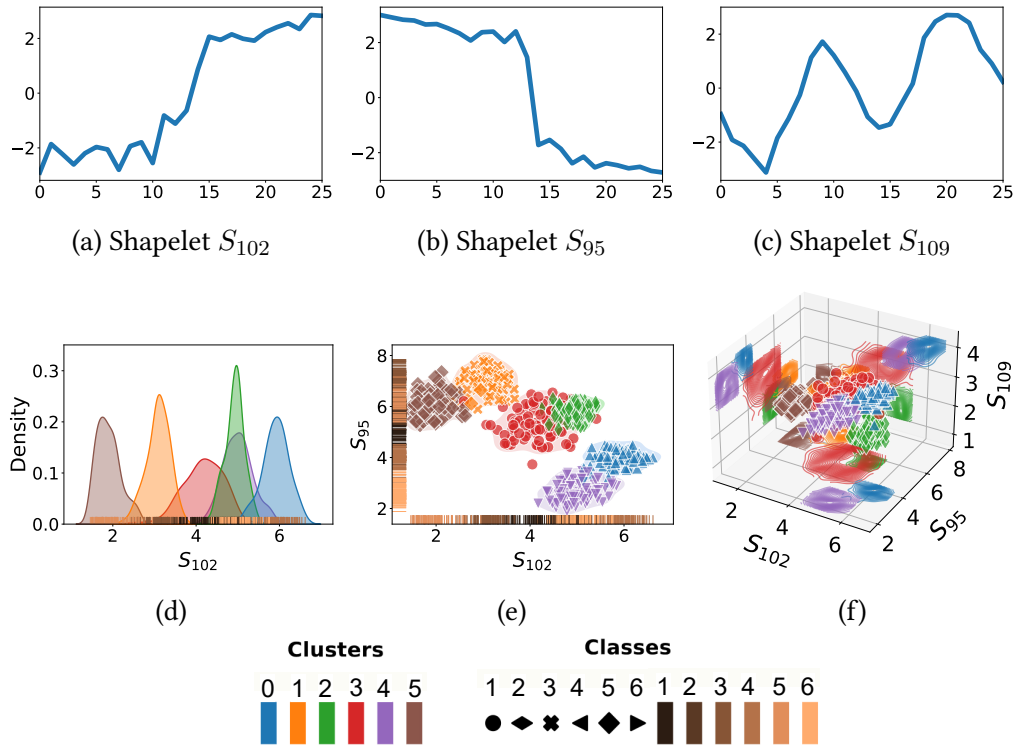 2
0
−2
0 5 10 15 20 25
2
0
−2
0 5 10 15 20 25
2
0
−2
0 5 10 15 20 25
(a) Shapelet S102
(b) Shapelet S95
(c) Shapelet S109
Density
0.3
0.2
0.1
0.0
2 4 6
S102
S95
8
6
4
2
2 4 6
S102
4
3
2
1
S109
8
6
4
2
S95
2
4
6
S102
(d)
(e)
(f)
Clusters
0 1 2 3 4 5
Classes
1 2 3 4 5 6 1 2 3 4 5 6